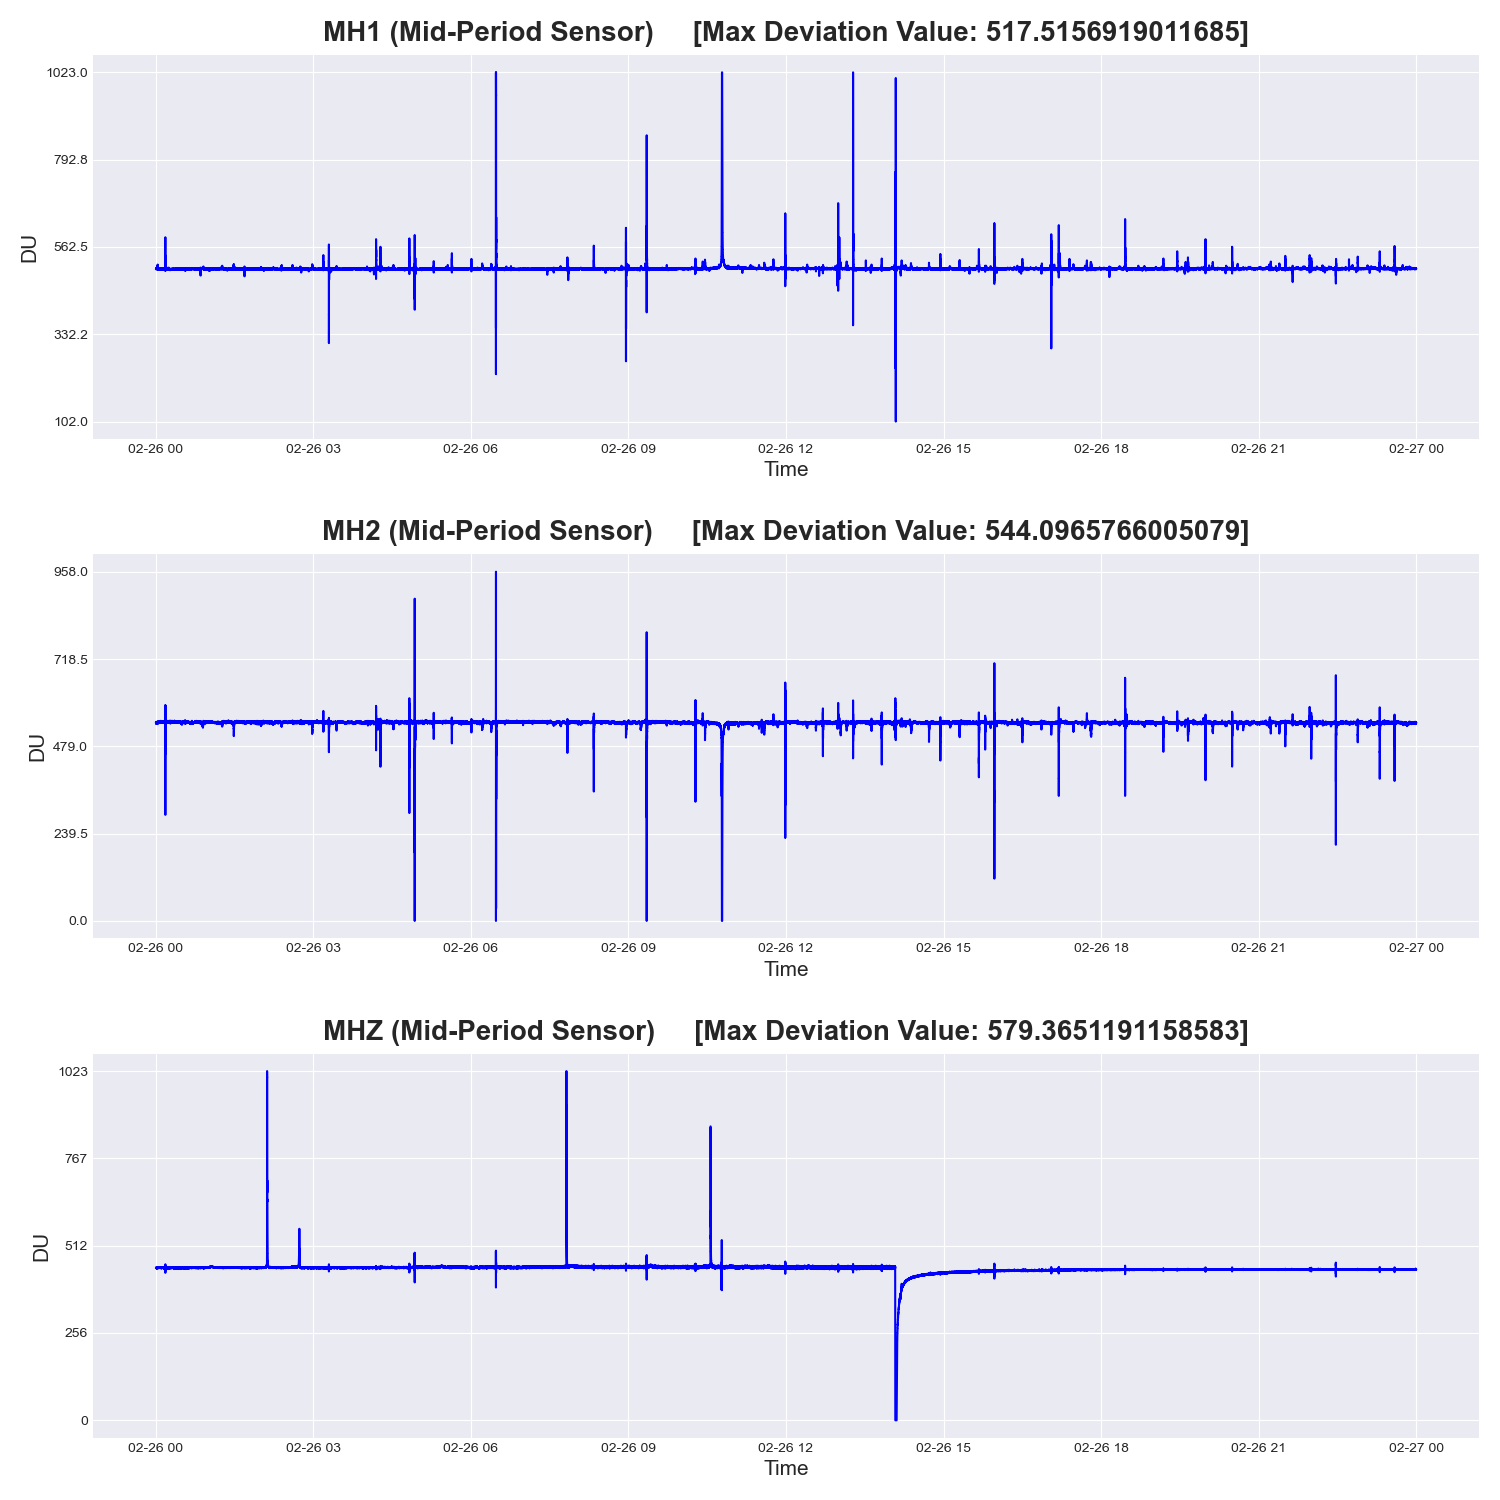 MH1 (Mid-Period Sensor) [Max Deviation Value: 517.5156919011685]
1023.0
792.8
562.5
332.2
102.0
DU
02-26 00 02-26 03 02-26 06 02-26 09 02-26 12 02-26 15 02-26 18 02-26 21 02-27 00
Time
MH2 (Mid-Period Sensor) [Max Deviation Value: 544.0965766005079]
958.0
718.5
479.0
239.5
0.0
DU
02-26 00 02-26 03 02-26 06 02-26 09 02-26 12 02-26 15 02-26 18 02-26 21 02-27 00
Time
MHZ (Mid-Period Sensor) [Max Deviation Value: 579.3651191158583]
1023
767
512
256
0
DU
02-26 00 02-26 03 02-26 06 02-26 09 02-26 12 02-26 15 02-26 18 02-26 21 02-27 00
Time